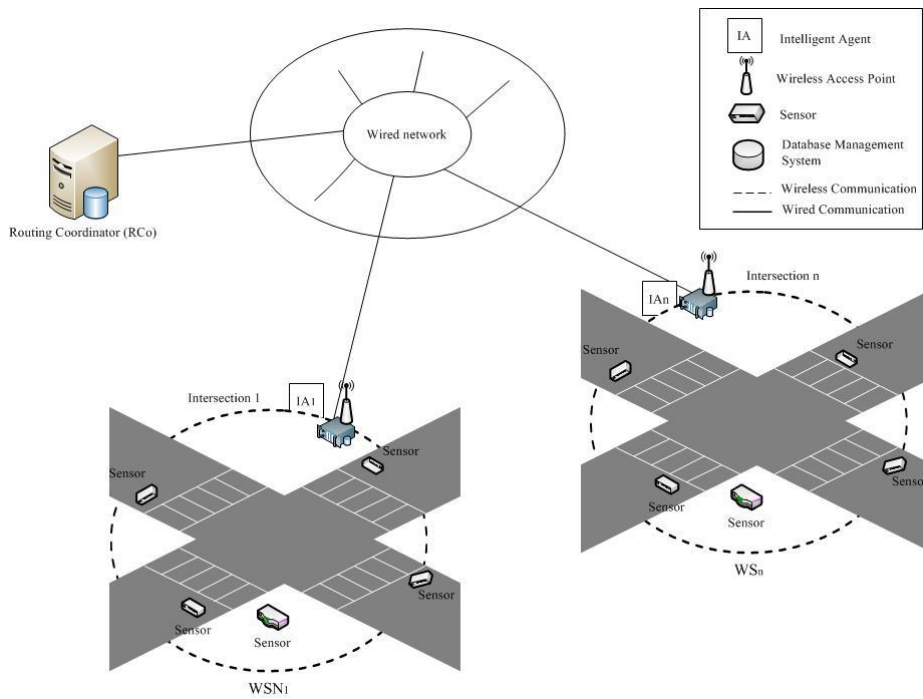 IA
Intelligent Agent
Wireless Access Point
Sensor
Database Management
System
Wireless Communication
Wired Communication
Wired network
Routing Coordinator (RCo)
Intersection n
IAn
Sensor
Sensor
Sensor
Sensor
Sensor
WSn
Intersection 1
IA1
Sensor
Sensor
Sensor
Sensor
Sensor
WSN1